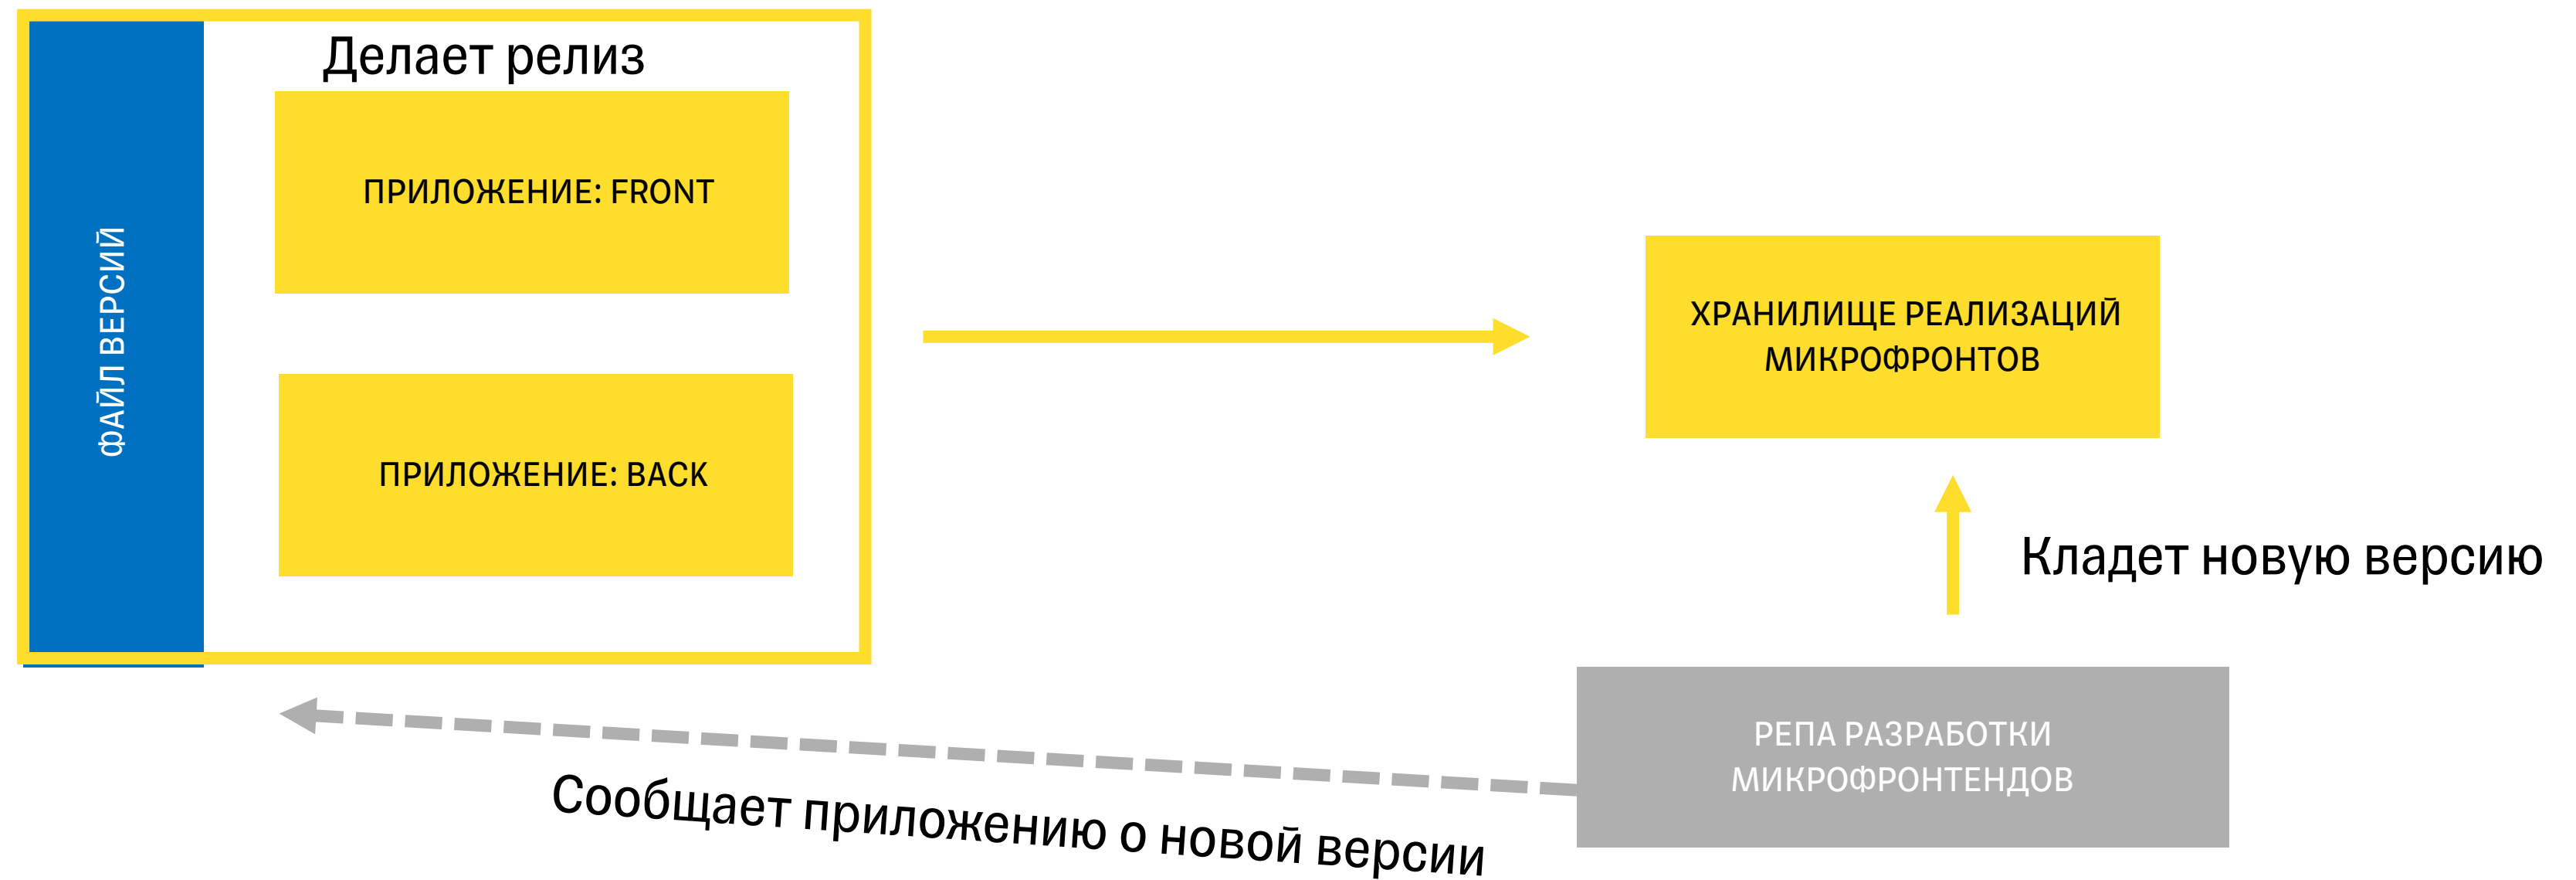 Делает релиз
ФАЙЛ ВЕРСИЙ
ПРИЛОЖЕНИЕ: FRONT
ПРИЛОЖЕНИЕ: BACK
ХРАНИЛИЩЕ РЕАЛИЗАЦИЙ
МИКРОФРОНТОВ
Кладет новую версию
РЕПА РАЗРАБОТКИ
МИКРОФРОНТЕНДОВ
Сообщает приложению о новой версии